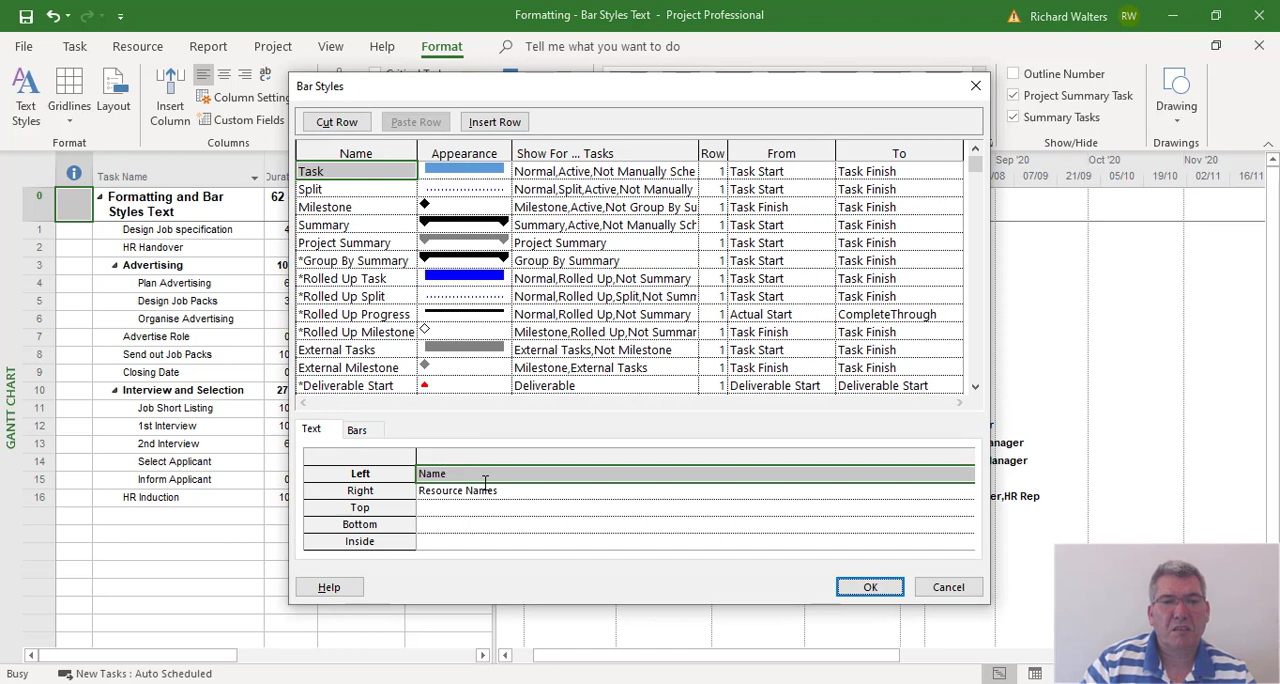 Formatting - Bar Styles Text - Project Professional
Richard Walters RW
File Task Resource Report Project View Help Format Tell me what you want to do
Text Styles
Gridlines
Layout
Format
Insert Column
Column Setting
Custom Fields
Columns
Outline Number
Project Summary Task
Summary Tasks
Show/Hide
Drawing
Drawings
Bar Styles
Cut Row Paste Row Insert Row
Name Appearance Show For ... Tasks Row From To
Task Normal,Active,Not Manually Sche 1 Task Start Task Finish
Split Normal,Split,Active,Not Manually 1 Task Start Task Finish
Milestone Milestone,Active,Not Group By Su 1 Task Finish Task Finish
Summary Summary,Active,Not Manually Sch 1 Task Start Task Finish
Project Summary Project Summary 1 Task Start Task Finish
*Group By Summary Group By Summary 1 Task Start Task Finish
*Rolled Up Task Normal,Rolled Up,Not Summary 1 Task Start Task Finish
*Rolled Up Split Normal,Rolled Up,Split,Not Summ 1 Task Start Task Finish
*Rolled Up Progress Normal,Rolled Up,Not Summary 1 Actual Start CompleteThrough
*Rolled Up Milestone Milestone,Rolled Up,Not Summar 1 Task Finish Task Finish
External Tasks External Tasks,Not Milestone 1 Task Start Task Finish
External Milestone Milestone,External Tasks 1 Task Finish Task Finish
*Deliverable Start Deliverable 1 Deliverable Start Deliverable Start
Text Bars
Left Name
Right Resource Names
Top
Bottom
Inside
Help OK Cancel
Task Name Durat
0 Formatting and Bar Styles Text 62
1 Design Job specification 4
2 HR Handover
3 Advertising 10
4 Plan Advertising
5 Design Job Packs
6 Organise Advertising
7 Advertise Role 0
8 Send out Job Packs
9 Closing Date 0
10 Interview and Selection 27
11 Job Short Listing 10
12 1st Interview
13 2nd Interview 6
14 Select Applicant
15 Inform Applicant
16 HR Induction 10
GANTT CHART
Sep '20 Oct '20 Nov '20
/08 07/09 21/09 05/10 19/10 02/11 16/11
anager
Manager
er,HR Rep
Busy New Tasks : Auto Scheduled